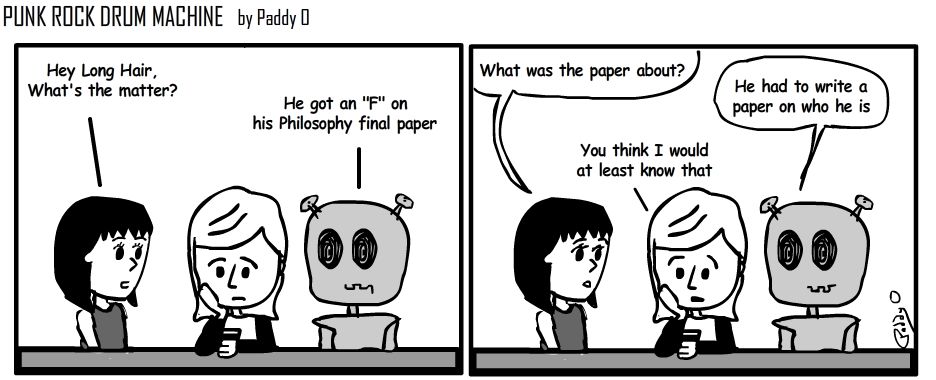 PUNK ROCK DRUM MACHINE by Paddy O
Hey Long Hair,
What's the matter?
He got an "F" on
his Philosophy final paper
What was the paper about?
You think I would
at least know that
He had to write a
paper on who he is
Paddy O